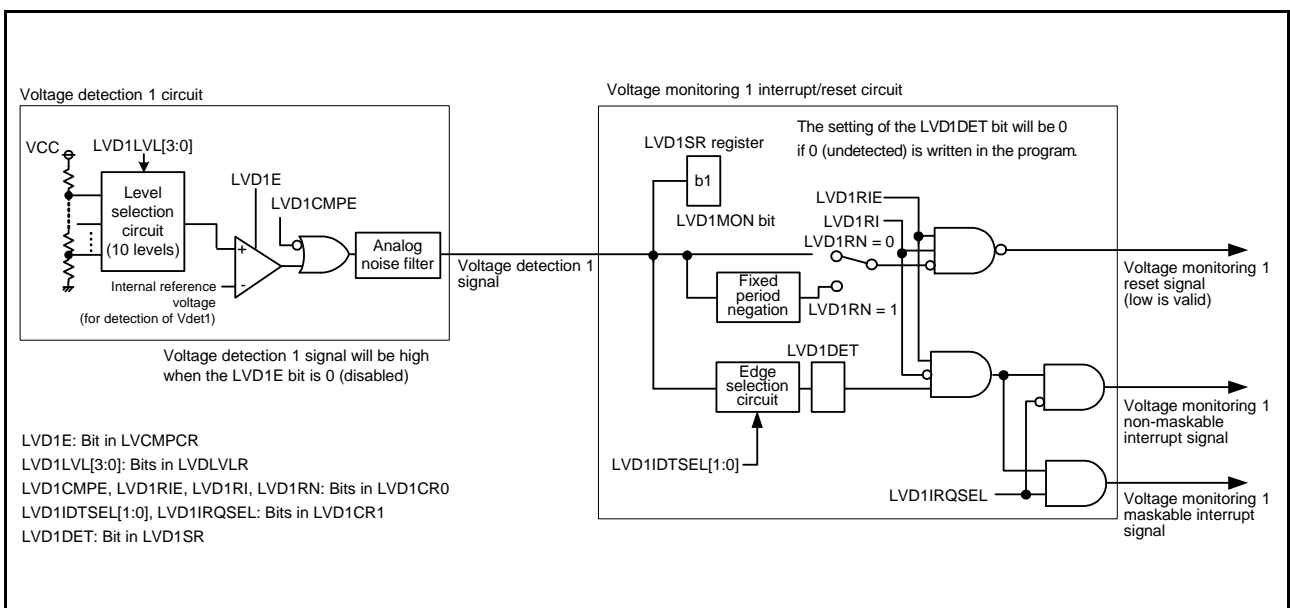 Voltage detection 1 circuit
VCC
LVD1LVL[3:0]
Level
selection
circuit
(10 levels)
LVD1E
LVD1CMPE
+
-
Analog
noise filter
Internal reference
voltage
(for detection of Vdet1)
Voltage detection 1
signal
Voltage detection 1 signal will be high
when the LVD1E bit is 0 (disabled)
Voltage monitoring 1 interrupt/reset circuit
The setting of the LVD1DET bit will be 0
if 0 (undetected) is written in the program.
LVD1SR register
b1
LVD1MON bit
LVD1RIE
LVD1RI
LVD1RN = 0
Fixed
period
negation
LVD1RN = 1
LVD1DET
Edge
selection
circuit
LVD1IDTSEL[1:0]
LVD1IRQSEL
Voltage monitoring 1
reset signal
(low is valid)
Voltage monitoring 1
non-maskable
interrupt signal
Voltage monitoring 1
maskable interrupt
signal
LVD1E: Bit in LVCMPCR
LVD1LVL[3:0]: Bits in LVDLVLR
LVD1CMPE, LVD1RIE, LVD1RI, LVD1RN: Bits in LVD1CR0
LVD1IDTSEL[1:0], LVD1IRQSEL: Bits in LVD1CR1
LVD1DET: Bit in LVD1SR